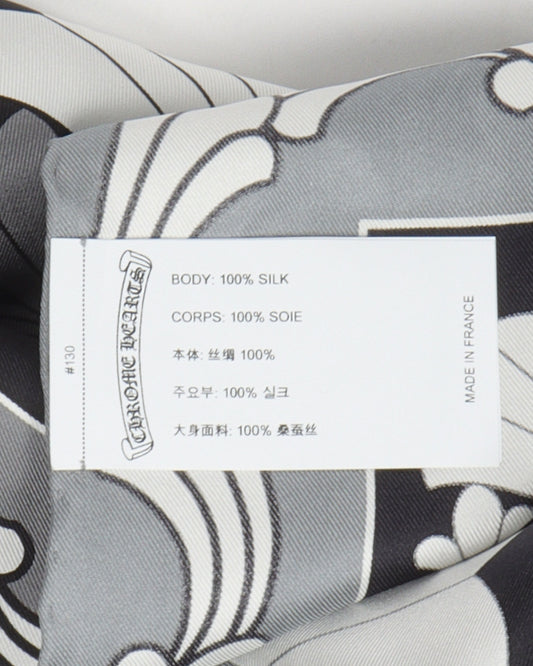 #130
CHROME HEARTS
BODY: 100% SILK
CORPS: 100% SOIE
本体: 丝绸 100%
주요부: 100% 실크
大身面料: 100% 桑蚕丝
MADE IN FRANCE